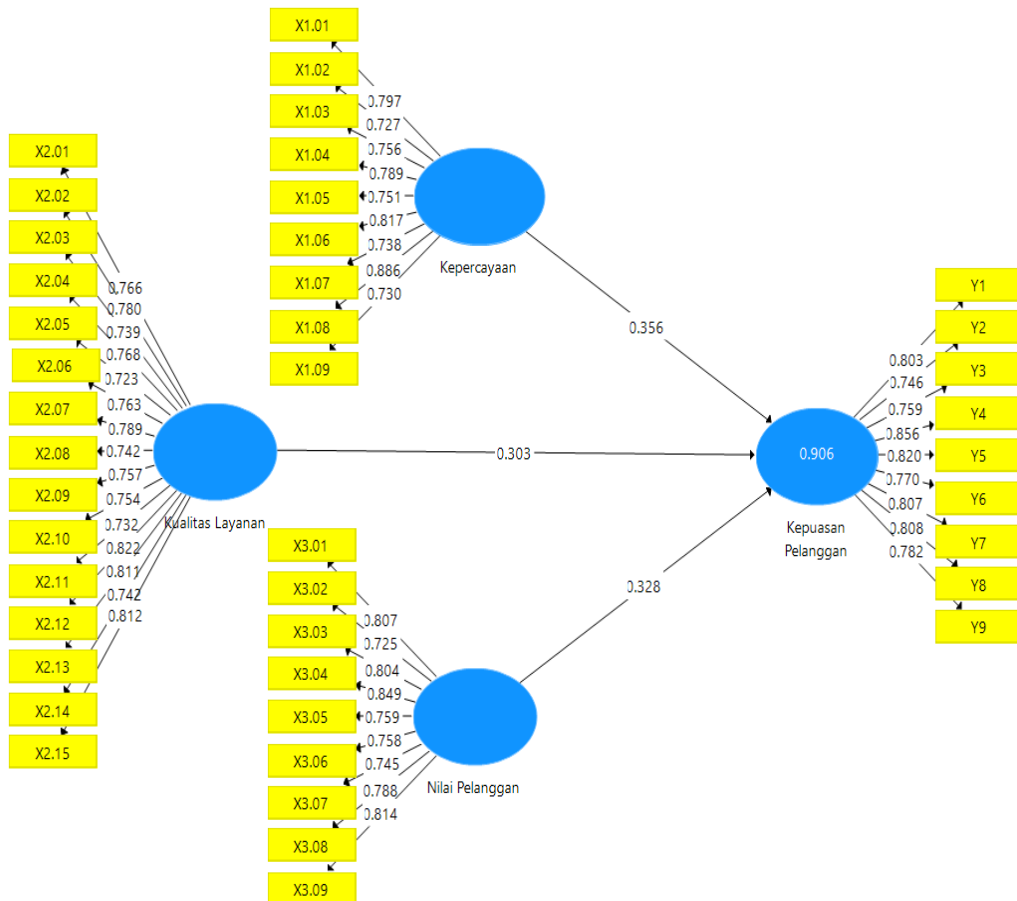 X1.01
X1.02
X1.03
X1.04
X1.05
X1.06
X1.07
X1.08
X1.09
0.797
0.727
0.756
0.789
0.751
0.817
0.738
0.886
0.730
Kepercayaan
X2.01
X2.02
X2.03
X2.04
X2.05
X2.06
X2.07
X2.08
X2.09
X2.10
X2.11
X2.12
X2.13
X2.14
X2.15
0.766
0.780
0.739
0.768
0.723
0.763
0.789
0.742
0.757
0.754
0.732
0.822
0.811
0.742
0.812
Kualitas Layanan
X3.01
X3.02
X3.03
X3.04
X3.05
X3.06
X3.07
X3.08
X3.09
0.807
0.725
0.804
0.849
0.759
0.758
0.745
0.788
0.814
Nilai Pelanggan
0.356
0.303
0.328
0.906
Kepuasan
Pelanggan
0.803
0.746
0.759
0.856
0.820
0.770
0.807
0.808
0.782
Y1
Y2
Y3
Y4
Y5
Y6
Y7
Y8
Y9